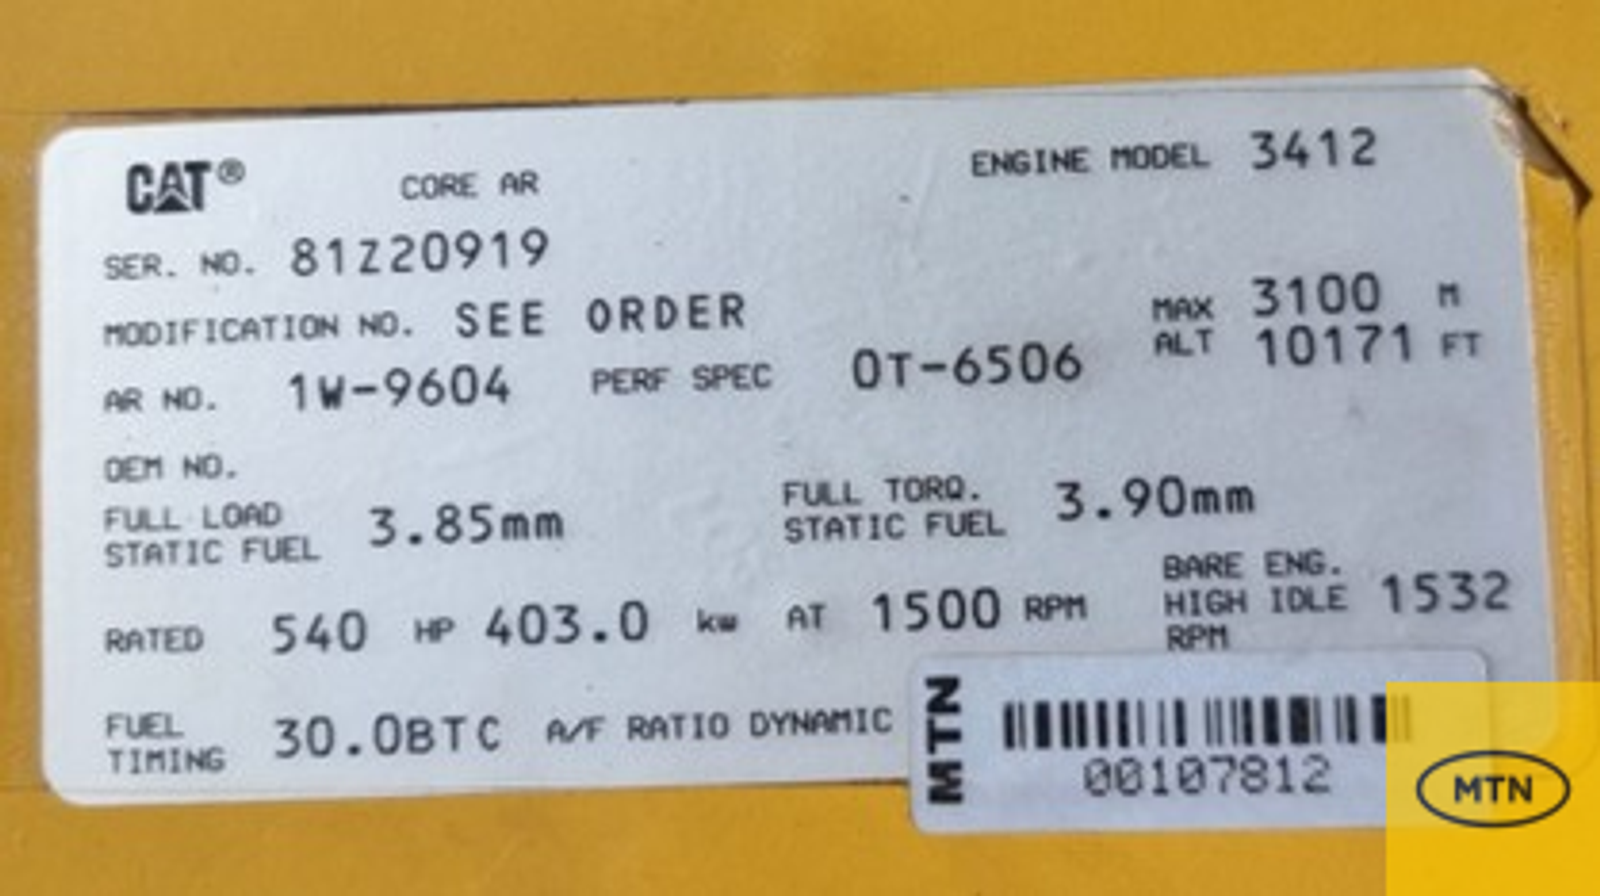 CAT® CORE AR ENGINE MODEL 3412
SER. NO. 81Z20919
MODIFICATION NO. SEE ORDER MAX ALT 3100 M 10171 FT
AR NO. 1W-9604 PERF SPEC 0T-6506
OEM NO.
FULL LOAD STATIC FUEL 3.85mm FULL TORQ. STATIC FUEL 3.90mm
RATED 540 HP 403.0 kw AT 1500 RPM BARE ENG. HIGH IDLE RPM 1532
FUEL TIMING 30.0BTC A/F RATIO DYNAMIC
MTN
00107812
MTN